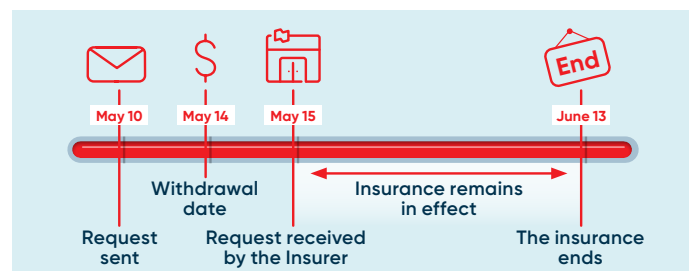 End
May 10
May 14
May 15
June 13
Withdrawal
date
Insurance remains
in effect
Request
sent
Request received
by the Insurer
The insurance
ends
$